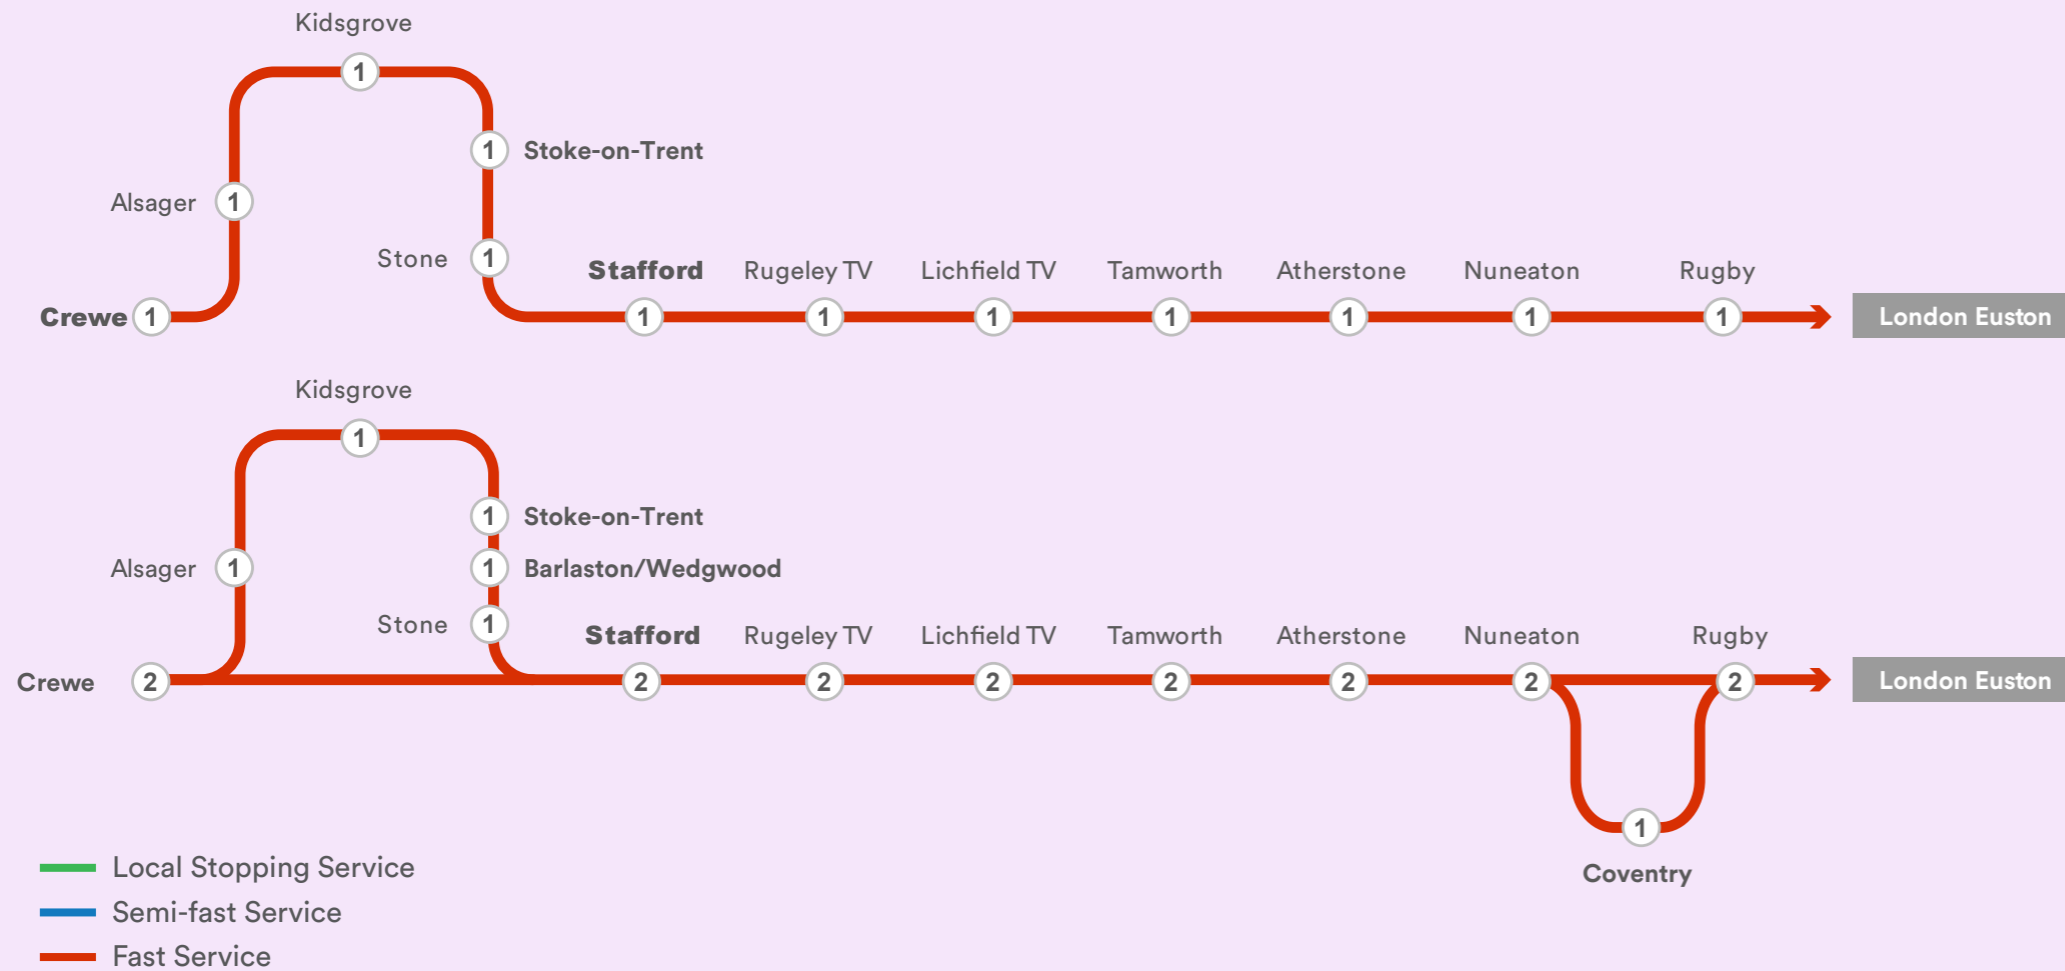 Kidsgrove
1
1 Stoke-on-Trent
Alsager 1
Stone 1
Stafford Rugeley TV Lichfield TV Tamworth Atherstone Nuneaton Rugby
Crewe 1 1 1 1 1 1 1 1 London Euston
Kidsgrove
1
1 Stoke-on-Trent
Alsager 1 1 Barlaston/Wedgwood
Stone 1
Stafford Rugeley TV Lichfield TV Tamworth Atherstone Nuneaton Rugby
Crewe 2 2 2 2 2 2 2 2 London Euston
1
Coventry
Local Stopping Service
Semi-fast Service
Fast Service